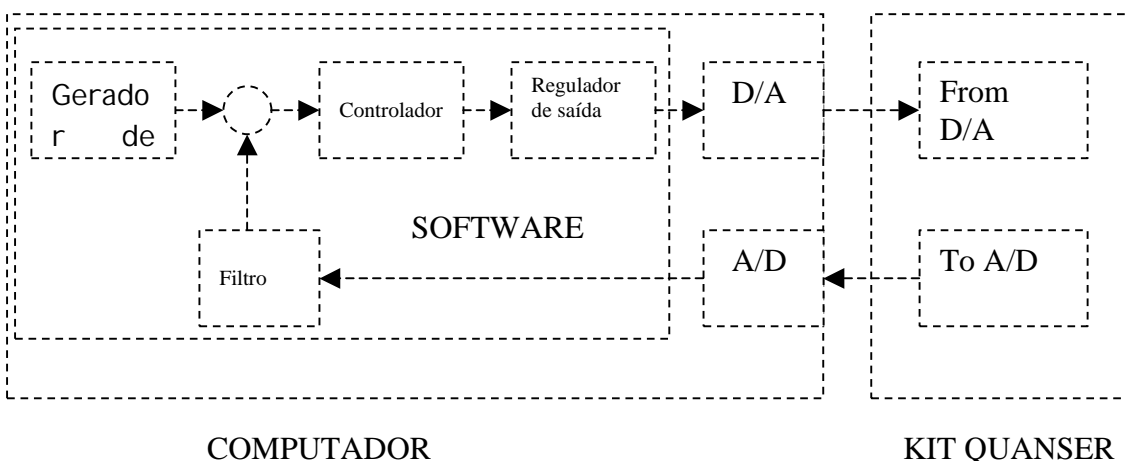 Gerado
r de
Controlador
Regulador
de saída
D/A
From
D/A
SOFTWARE
Filtro
A/D
To A/D
COMPUTADOR
KIT QUANSER